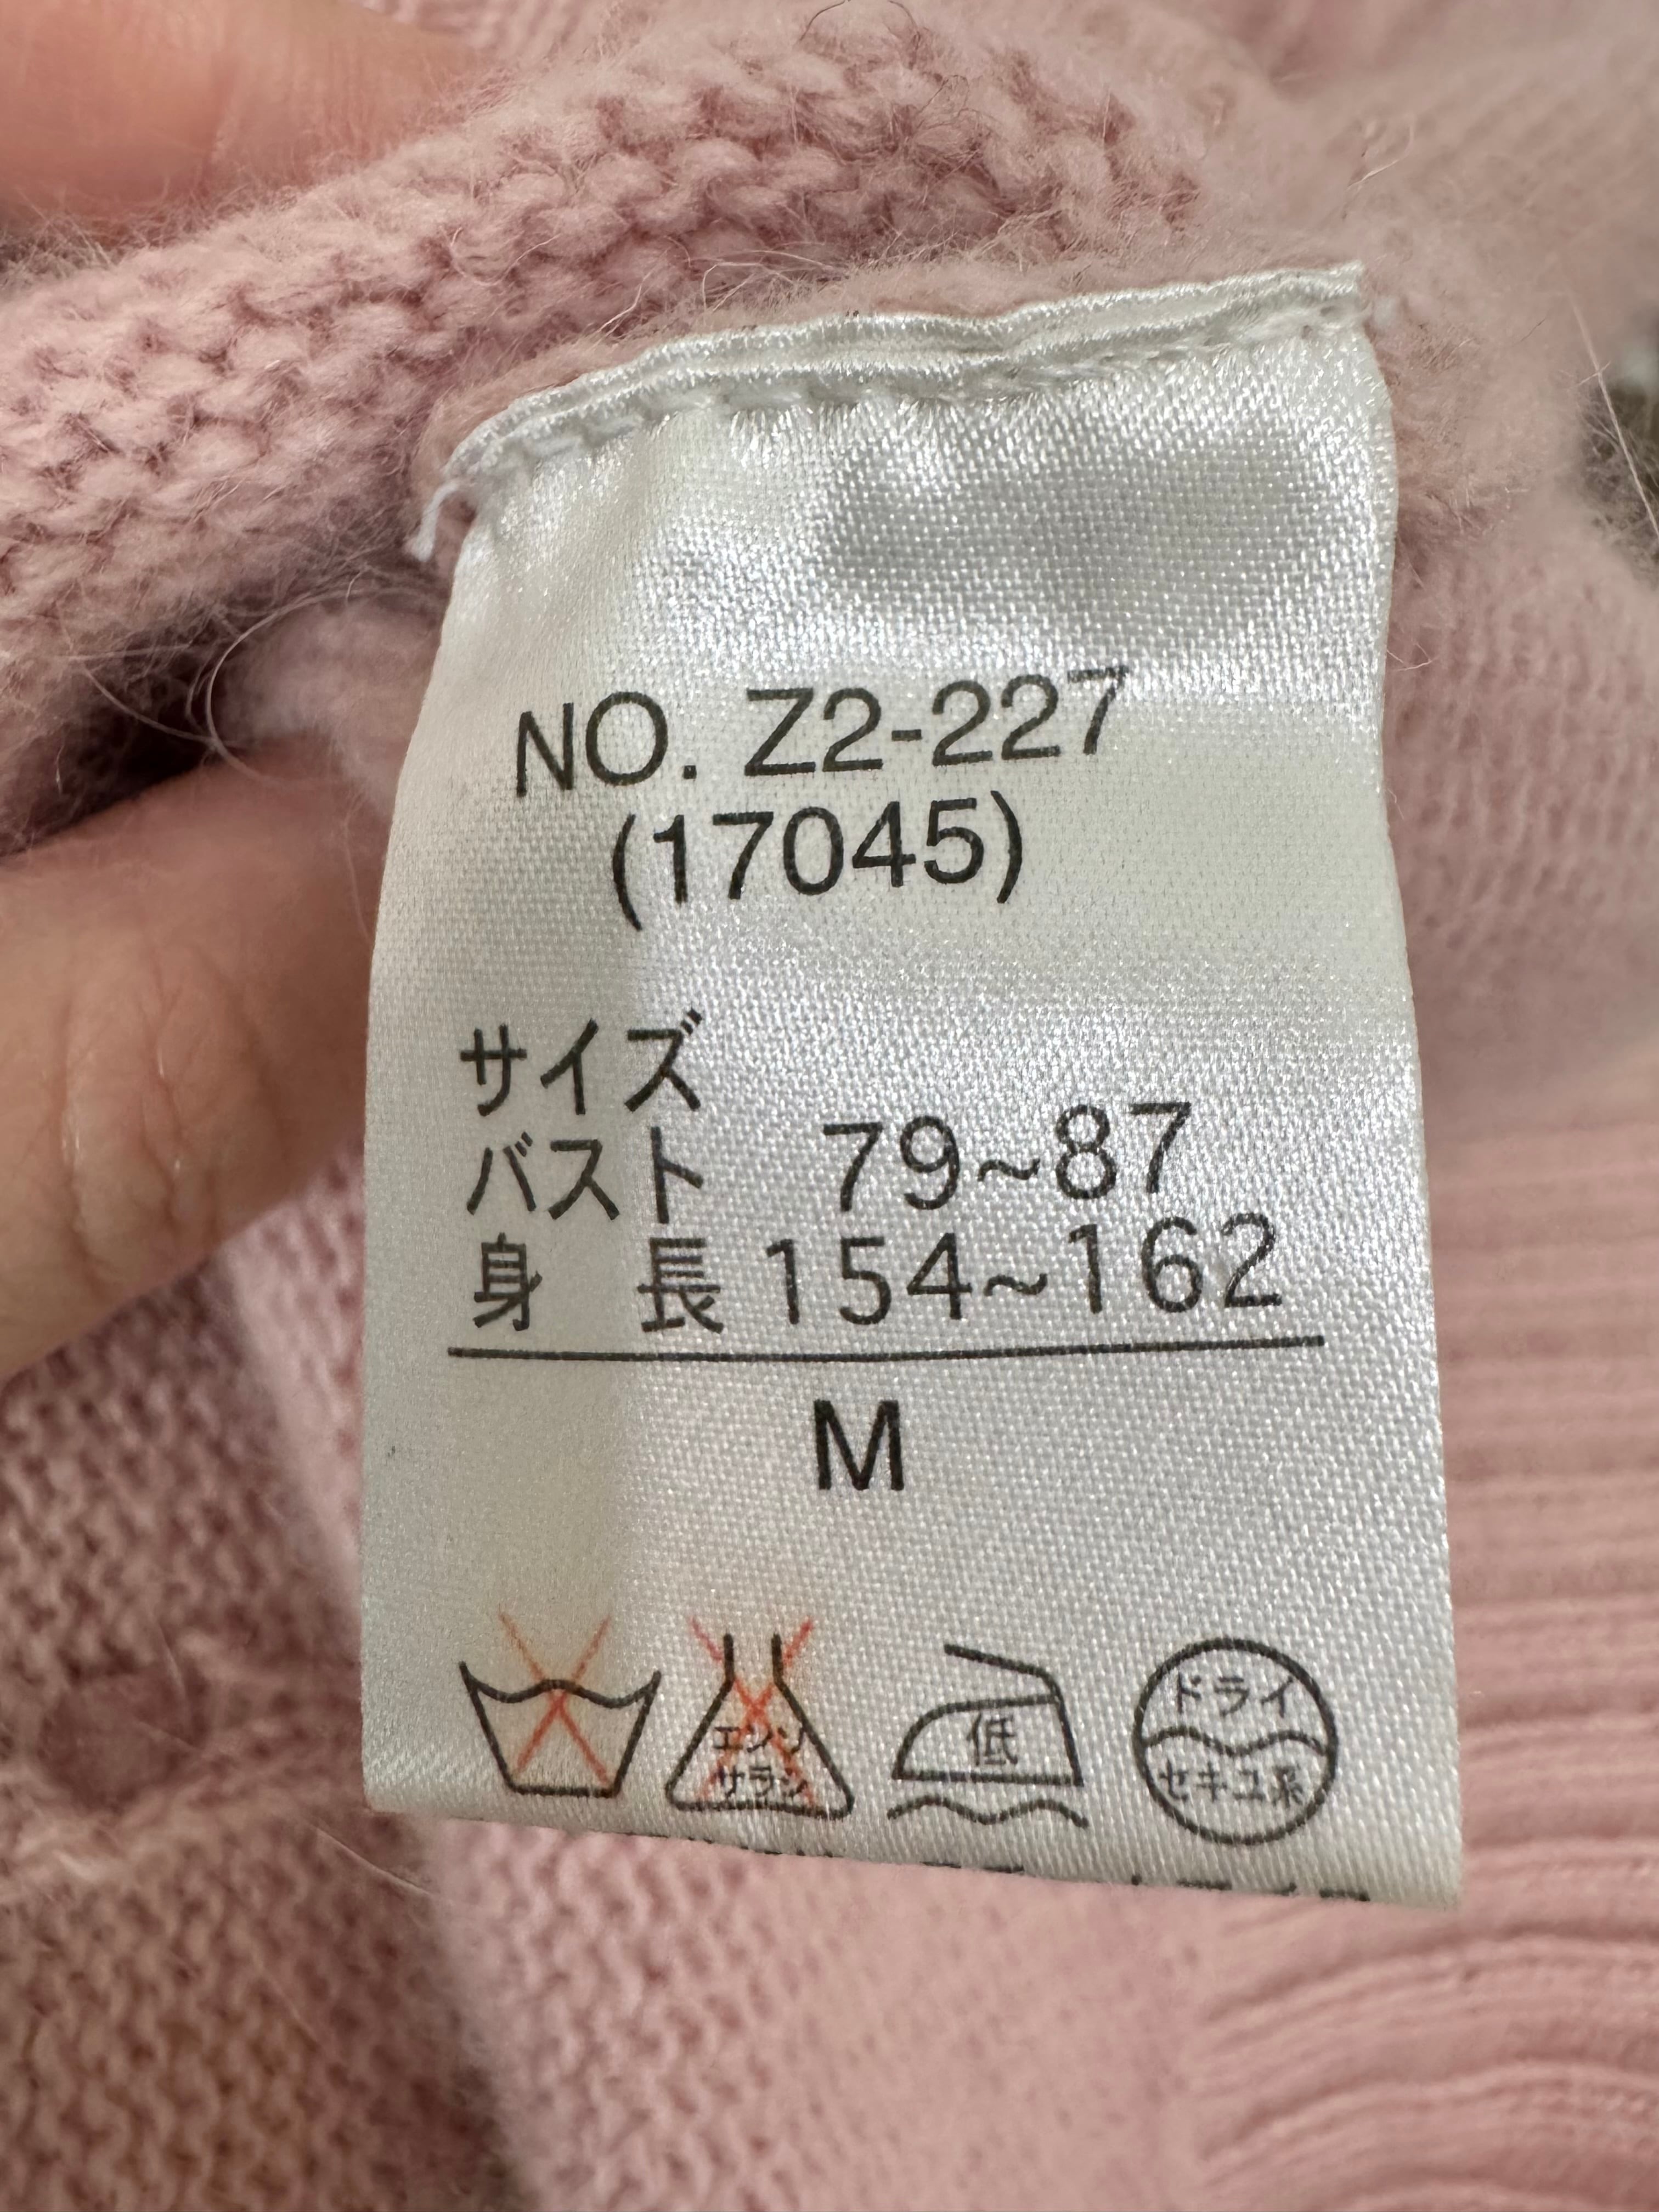 NO. Z2-227
(17045)
サイズ
バスト 79~87
身 長 154~162
M
エンソ
サラシ
低
ドライ
セキユ系